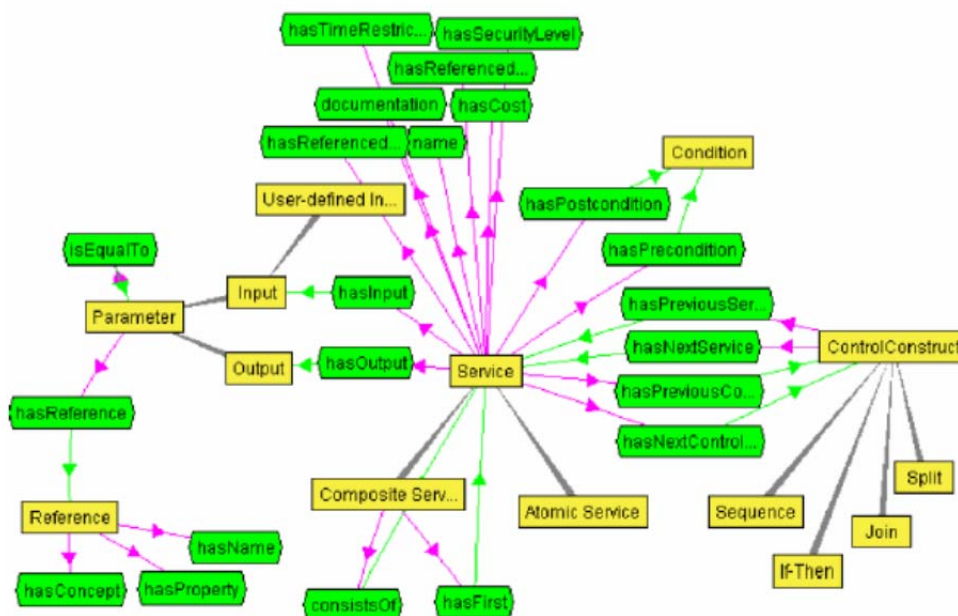 hasTimeRestric...
hasSecurityLevel
hasReferenced...
documentation
hasCost
hasReferenced...
name
Condition
User-defined In...
hasPostcondition
isEqualTo
hasPrecondition
Input
hasInput
hasPreviousSer...
Parameter
hasNextService
ControlConstruct
Output
hasOutput
Service
hasPreviousCo...
hasReference
hasNextControl...
Split
Composite Serv...
Reference
Atomic Service
Sequence
Join
hasName
If-Then
hasConcept
hasProperty
consistsOf
hasFirst